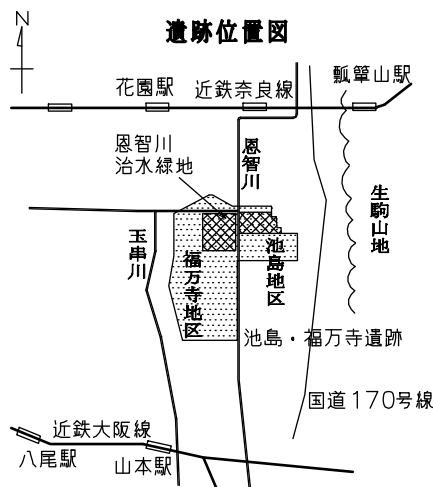 遺跡位置図
N
瓢箪山駅
花園駅
近鉄奈良線
恩智川
治水緑地
恩智川
生駒山地
玉串川
福万寺地区
池島地区
池島・福万寺遺跡
国道170号線
近鉄大阪線
八尾駅
山本駅